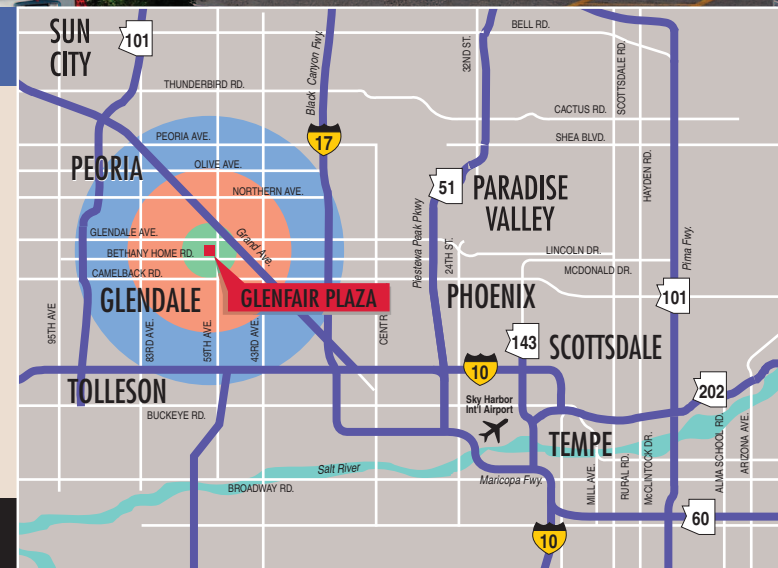 SUN
CITY
101
Black Canyon Fwy.
32ND ST.
BELL RD.
SCOTTSDALE RD.
THUNDERBIRD RD.
CACTUS RD.
PEORIA AVE.
17
SHEA BLVD.
PEORIA
OLIVE AVE.
NORTHERN AVE.
51
PARADISE
VALLEY
HAYDEN RD.
GLENDALE AVE.
Grand Ave.
Piestewa Peak Pkwy
24TH ST.
BETHANY HOME RD.
LINCOLN DR.
Pima Fwy.
CAMELBACK RD.
MCDONALD DR.
GLENDALE
GLENFAIR PLAZA
PHOENIX
101
95TH AVE
83RD AVE.
59TH AVE.
43RD AVE.
CENTR
143
SCOTTSDALE
10
TOLLESON
202
BUCKEYE RD.
Sky Harbor
Int'l Airport
TEMPE
Salt River
Maricopa Fwy.
MILL AVE.
RURAL RD.
McCLINTOCK DR.
ALMA SCHOOL RD.
ARIZONA AVE.
BROADWAY RD.
60
10